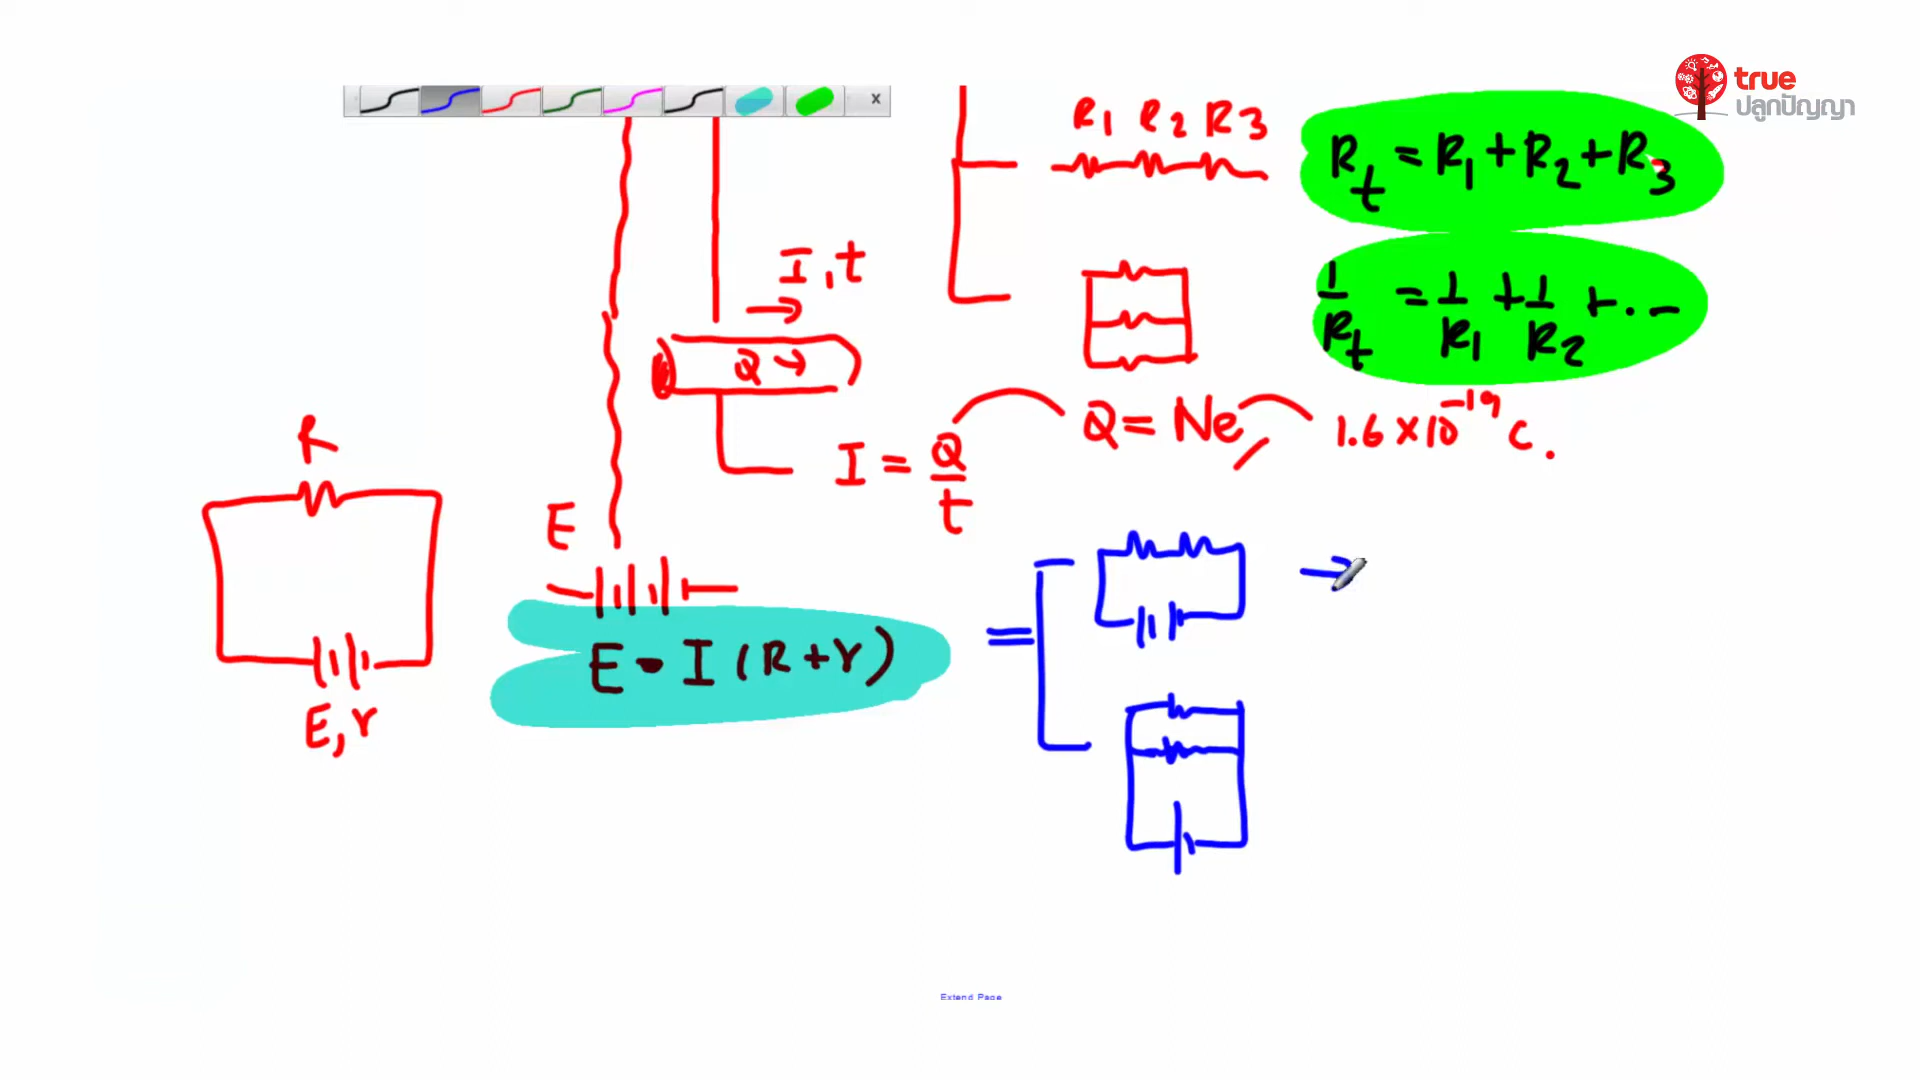 true
ปลูกปัญญา
x
R1 R2 R3
Rt = R1 + R2 + R3
I, t
1/Rt = 1/R1 + 1/R2 + . --
Q →
Q = Ne
1.6 × 10^-19 C.
I = Q/t
R
E
E = I (R + r)
E, r
Extend Page